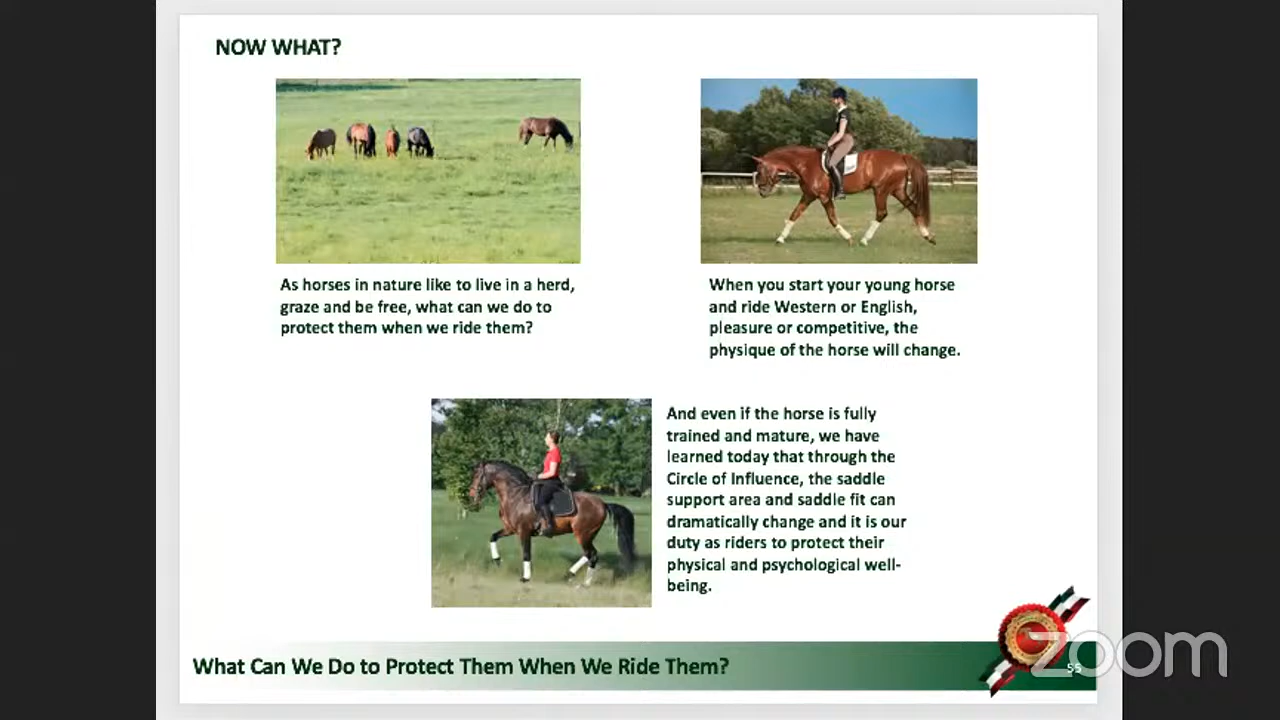 NOW WHAT?
As horses in nature like to live in a herd,
graze and be free, what can we do to
protect them when we ride them?
When you start your young horse
and ride Western or English,
pleasure or competitive, the
physique of the horse will change.
And even if the horse is fully
trained and mature, we have
learned today that through the
Circle of Influence, the saddle
support area and saddle fit can
dramatically change and it is our
duty as riders to protect their
physical and psychological well-
being.
What Can We Do to Protect Them When We Ride Them?
55
zoom